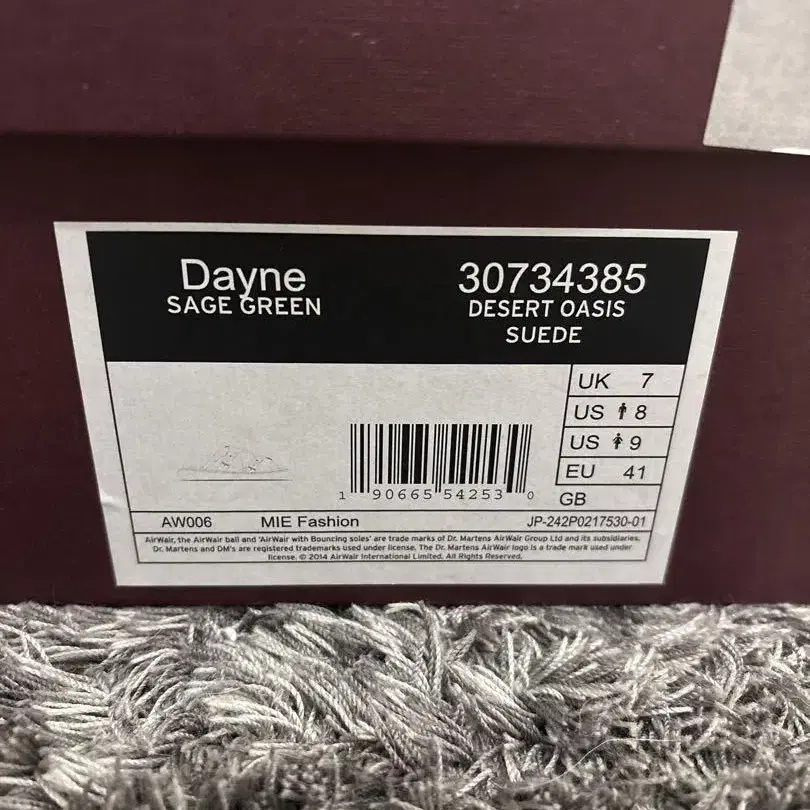 Dayne
SAGE GREEN
30734385
DESERT OASIS
SUEDE
UK 7
US 8
US 9
EU 41
GB
1 90665 54253 0
AW006 MIE Fashion JP-242P0217530-01
AirWair, the AirWair ball and 'AirWair with Bouncing soles' are trade marks of Dr. Martens AirWair Group Ltd and its subsidiaries.
Dr. Martens and DM's are registered trademarks used under license. The Dr. Martens AirWair logo is a trade mark used under
license. © 2014 AirWair International Limited. All Rights Reserved.